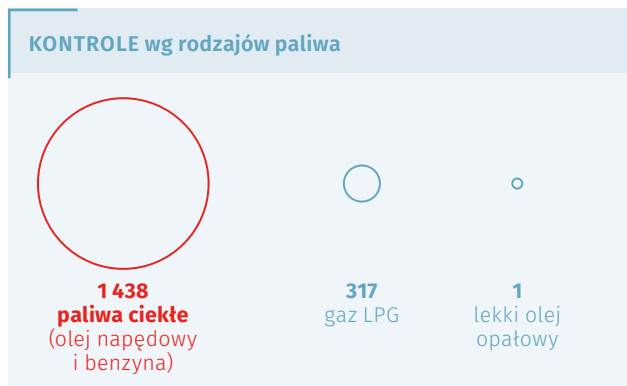 KONTROLE wg rodzajów paliwa
1 438
paliwa ciekłe
(olej napędowy
i benzyna)
317
gaz LPG
1
lekki olej
opałowy